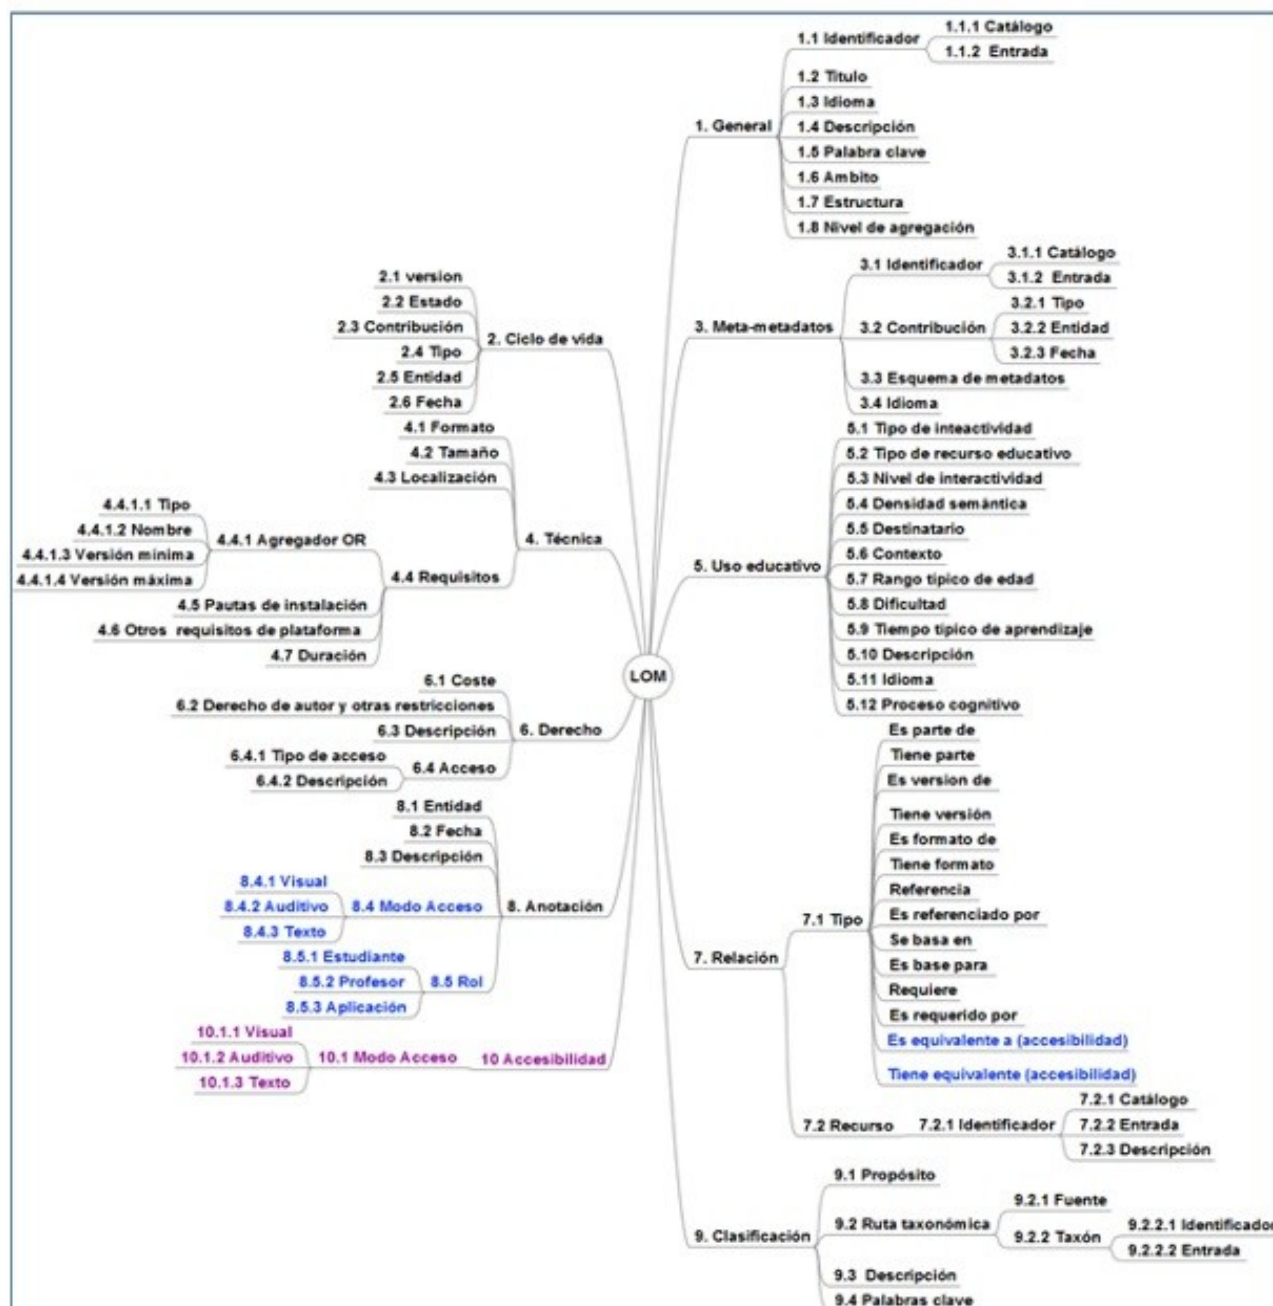 LOM
1. General
1.1 Identificador
1.1.1 Catálogo
1.1.2 Entrada
1.2 Titulo
1.3 Idioma
1.4 Descripción
1.5 Palabra clave
1.6 Ambito
1.7 Estructura
1.8 Nivel de agregación
2. Ciclo de vida
2.1 version
2.2 Estado
2.3 Contribución
2.4 Tipo
2.5 Entidad
2.6 Fecha
3. Meta-metadatos
3.1 Identificador
3.1.1 Catálogo
3.1.2 Entrada
3.2 Contribución
3.2.1 Tipo
3.2.2 Entidad
3.2.3 Fecha
3.3 Esquema de metadatos
3.4 Idioma
4. Técnica
4.1 Formato
4.2 Tamaño
4.3 Localización
4.4 Requisitos
4.4.1 Agregador OR
4.4.1.1 Tipo
4.4.1.2 Nombre
4.4.1.3 Versión mínima
4.4.1.4 Versión máxima
4.5 Pautas de instalación
4.6 Otros requisitos de plataforma
4.7 Duración
5. Uso educativo
5.1 Tipo de inteactividad
5.2 Tipo de recurso educativo
5.3 Nivel de interactividad
5.4 Densidad semántica
5.5 Destinatario
5.6 Contexto
5.7 Rango típico de edad
5.8 Dificultad
5.9 Tiempo típico de aprendizaje
5.10 Descripción
5.11 Idioma
5.12 Proceso cognitivo
6. Derecho
6.1 Coste
6.2 Derecho de autor y otras restricciones
6.3 Descripción
6.4 Acceso
6.4.1 Tipo de acceso
6.4.2 Descripción
7. Relación
7.1 Tipo
Es parte de
Tiene parte
Es version de
Tiene versión
Es formato de
Tiene formato
Referencia
Es referenciado por
Se basa en
Es base para
Requiere
Es requerido por
Es equivalente a (accesibilidad)
Tiene equivalente (accesibilidad)
7.2 Recurso
7.2.1 Identificador
7.2.1 Catálogo
7.2.2 Entrada
7.2.3 Descripción
8. Anotación
8.1 Entidad
8.2 Fecha
8.3 Descripción
8.4 Modo Acceso
8.4.1 Visual
8.4.2 Auditivo
8.4.3 Texto
8.5 Rol
8.5.1 Estudiante
8.5.2 Profesor
8.5.3 Aplicación
9. Clasificación
9.1 Propósito
9.2 Ruta taxonómica
9.2.1 Fuente
9.2.2 Taxón
9.2.2.1 Identificador
9.2.2.2 Entrada
9.3 Descripción
9.4 Palabras clave
10 Accesibilidad
10.1 Modo Acceso
10.1.1 Visual
10.1.2 Auditivo
10.1.3 Texto